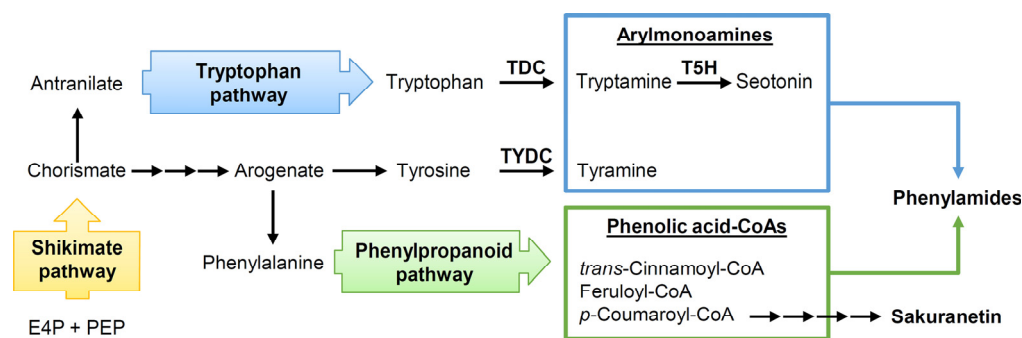 Arylmonoamines
Antranilate
Tryptophan
pathway
Tryptophan
TDC
Tryptamine
T5H
Seotonin
Chorismate
Arogenate
Tyrosine
TYDC
Tyramine
Phenylamides
Shikimate
pathway
Phenylalanine
Phenylpropanoid
pathway
Phenolic acid-CoAs
trans-Cinnamoyl-CoA
Feruloyl-CoA
p-Coumaroyl-CoA
Sakuranetin
E4P + PEP